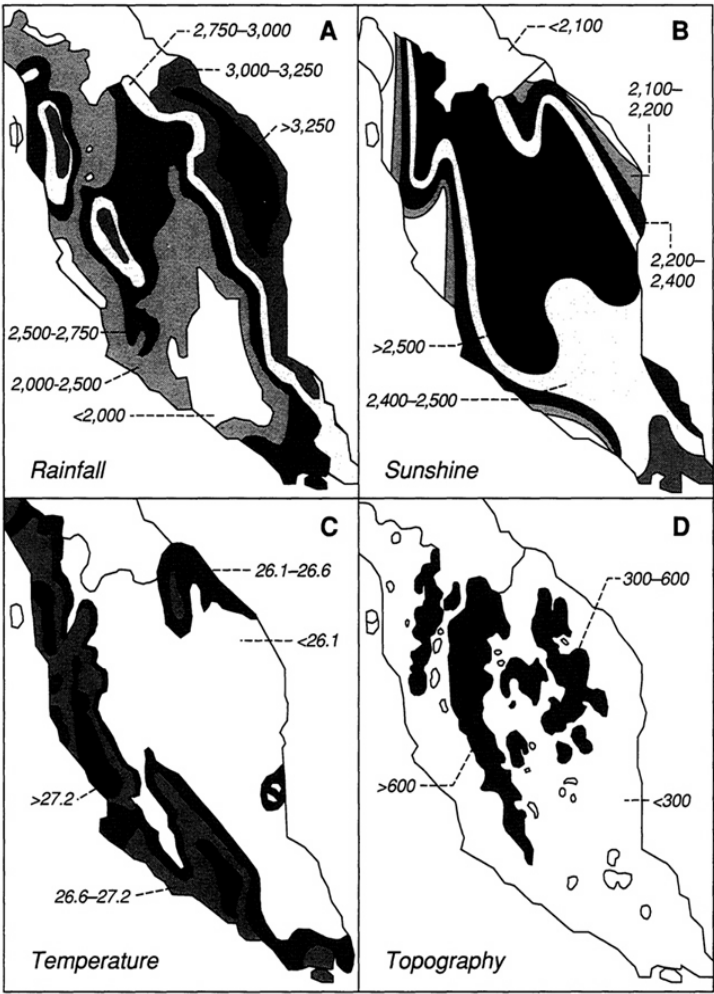 A
2,750–3,000
3,000–3,250
>3,250
2,500-2,750
2,000-2,500
<2,000
Rainfall
B
<2,100
2,100–
2,200
2,200–
2,400
>2,500
2,400–2,500
Sunshine
C
26.1–26.6
<26.1
>27.2
26.6–27.2
Temperature
D
300–600
>600
<300
Topography